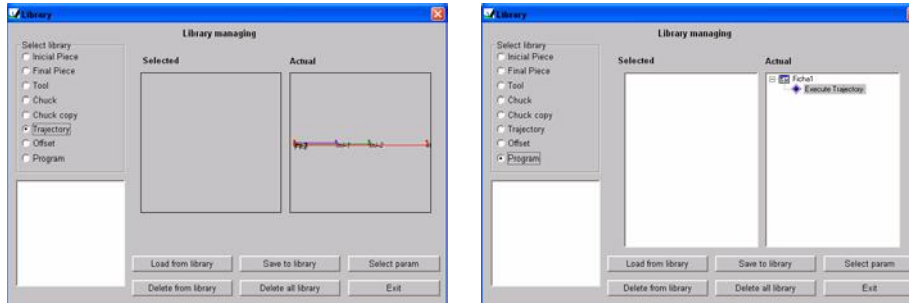 Library
Library managing
Select library
Inicial Piece
Final Piece
Tool
Chuck
Chuck copy
Trajectory
Offset
Program
Selected
Actual
Load from library
Save to library
Select param
Delete from library
Delete all library
Exit
Library
Library managing
Select library
Inicial Piece
Final Piece
Tool
Chuck
Chuck copy
Trajectory
Offset
Program
Selected
Actual
Ficha1
Execute Trajectory
Load from library
Save to library
Select param
Delete from library
Delete all library
Exit